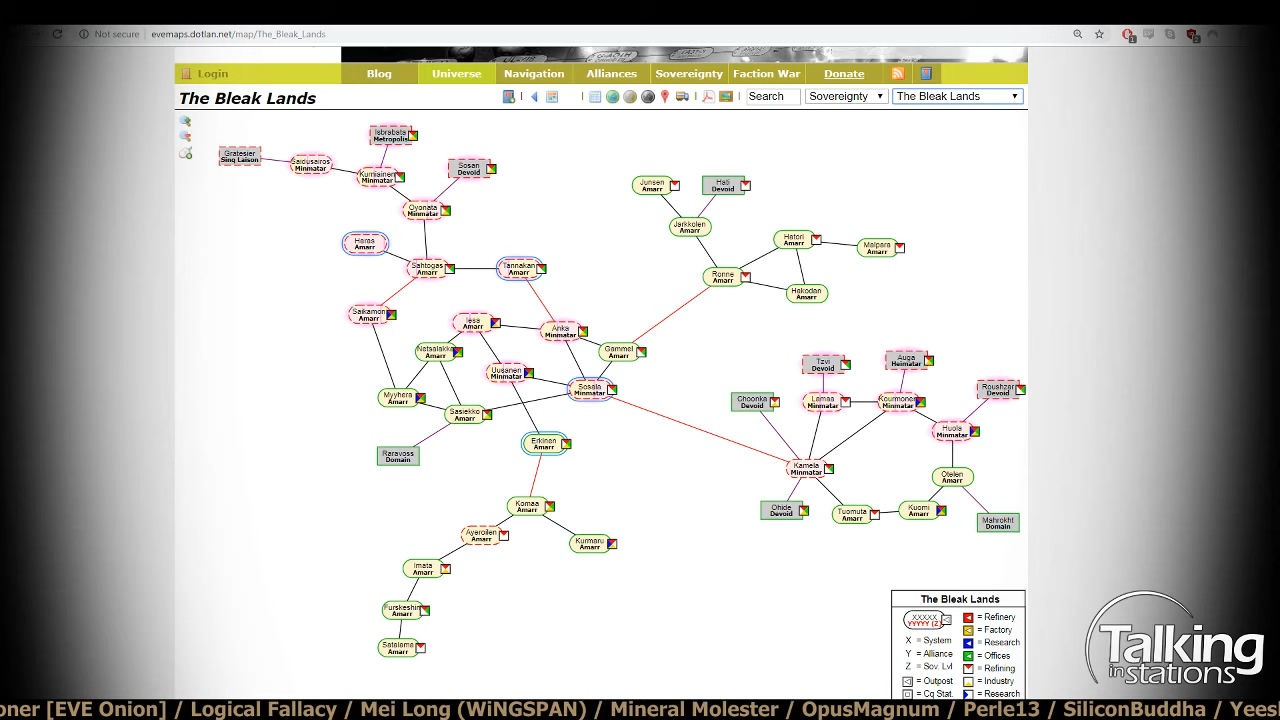 Not secure evemaps.dotlan.net/map/The_Bleak_Lands
Login Blog Universe Navigation Alliances Sovereignty Faction War Donate
The Bleak Lands Search Sovereignty The Bleak Lands
Isbrabata
Metropolis
Gratesier
Sinq Laison
Saidusairos
Minmatar
Kurniainen
Minmatar
Sosan
Devoid
Oyonata
Minmatar
Junsen
Amarr
Hati
Devoid
Jarkkolen
Amarr
Haras
Amarr
Sahtogas
Amarr
Tannakan
Amarr
Hatori
Amarr
Malpara
Amarr
Ronne
Amarr
Hakodan
Amarr
Saikamon
Amarr
Iesa
Amarr
Anka
Minmatar
Netsalakka
Amarr
Gammel
Amarr
Uusanen
Minmatar
Sosala
Minmatar
Myyhera
Amarr
Sasiekko
Amarr
Tzvi
Devoid
Auga
Heimatar
Roushzar
Devoid
Choonka
Devoid
Lamaa
Minmatar
Kourmonen
Minmatar
Huola
Minmatar
Erkinen
Amarr
Raravoss
Domain
Kamela
Minmatar
Otelen
Amarr
Komaa
Amarr
Ohide
Devoid
Tuomuta
Amarr
Kuomi
Amarr
Mahrokht
Domain
Ayeroilen
Amarr
Kurmaru
Amarr
Imata
Amarr
Furskeshin
Amarr
Satalama
Amarr
The Bleak Lands
XXXXX
YYYYY [Z]
X = System
Y = Alliance
Z = Sov. Lvl
= Outpost
= Cq Stat.
= Refinery
= Factory
= Research
= Offices
= Refining
= Industry
= Research
Talking
in stations
oner [EVE Onion] / Logical Fallacy / Mei Long (WiNGSPAN) / Mineral Molester / OpusMagnum / Perle13 / SiliconBuddha / Yees